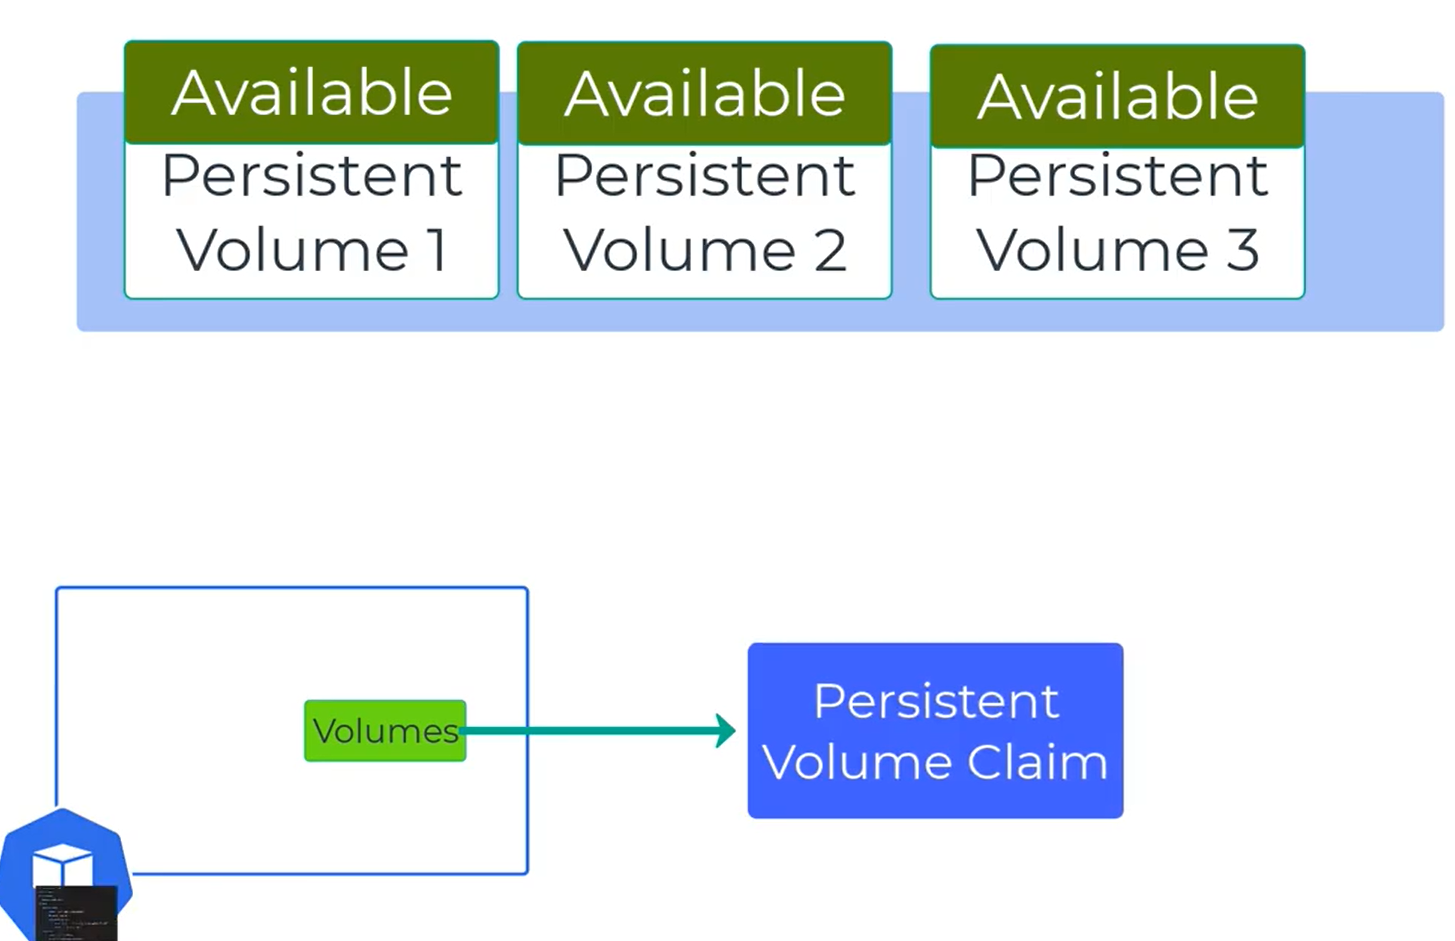 Available
Available
Available
Persistent
Volume 1
Persistent
Volume 2
Persistent
Volume 3
Volumes
Persistent
Volume Claim